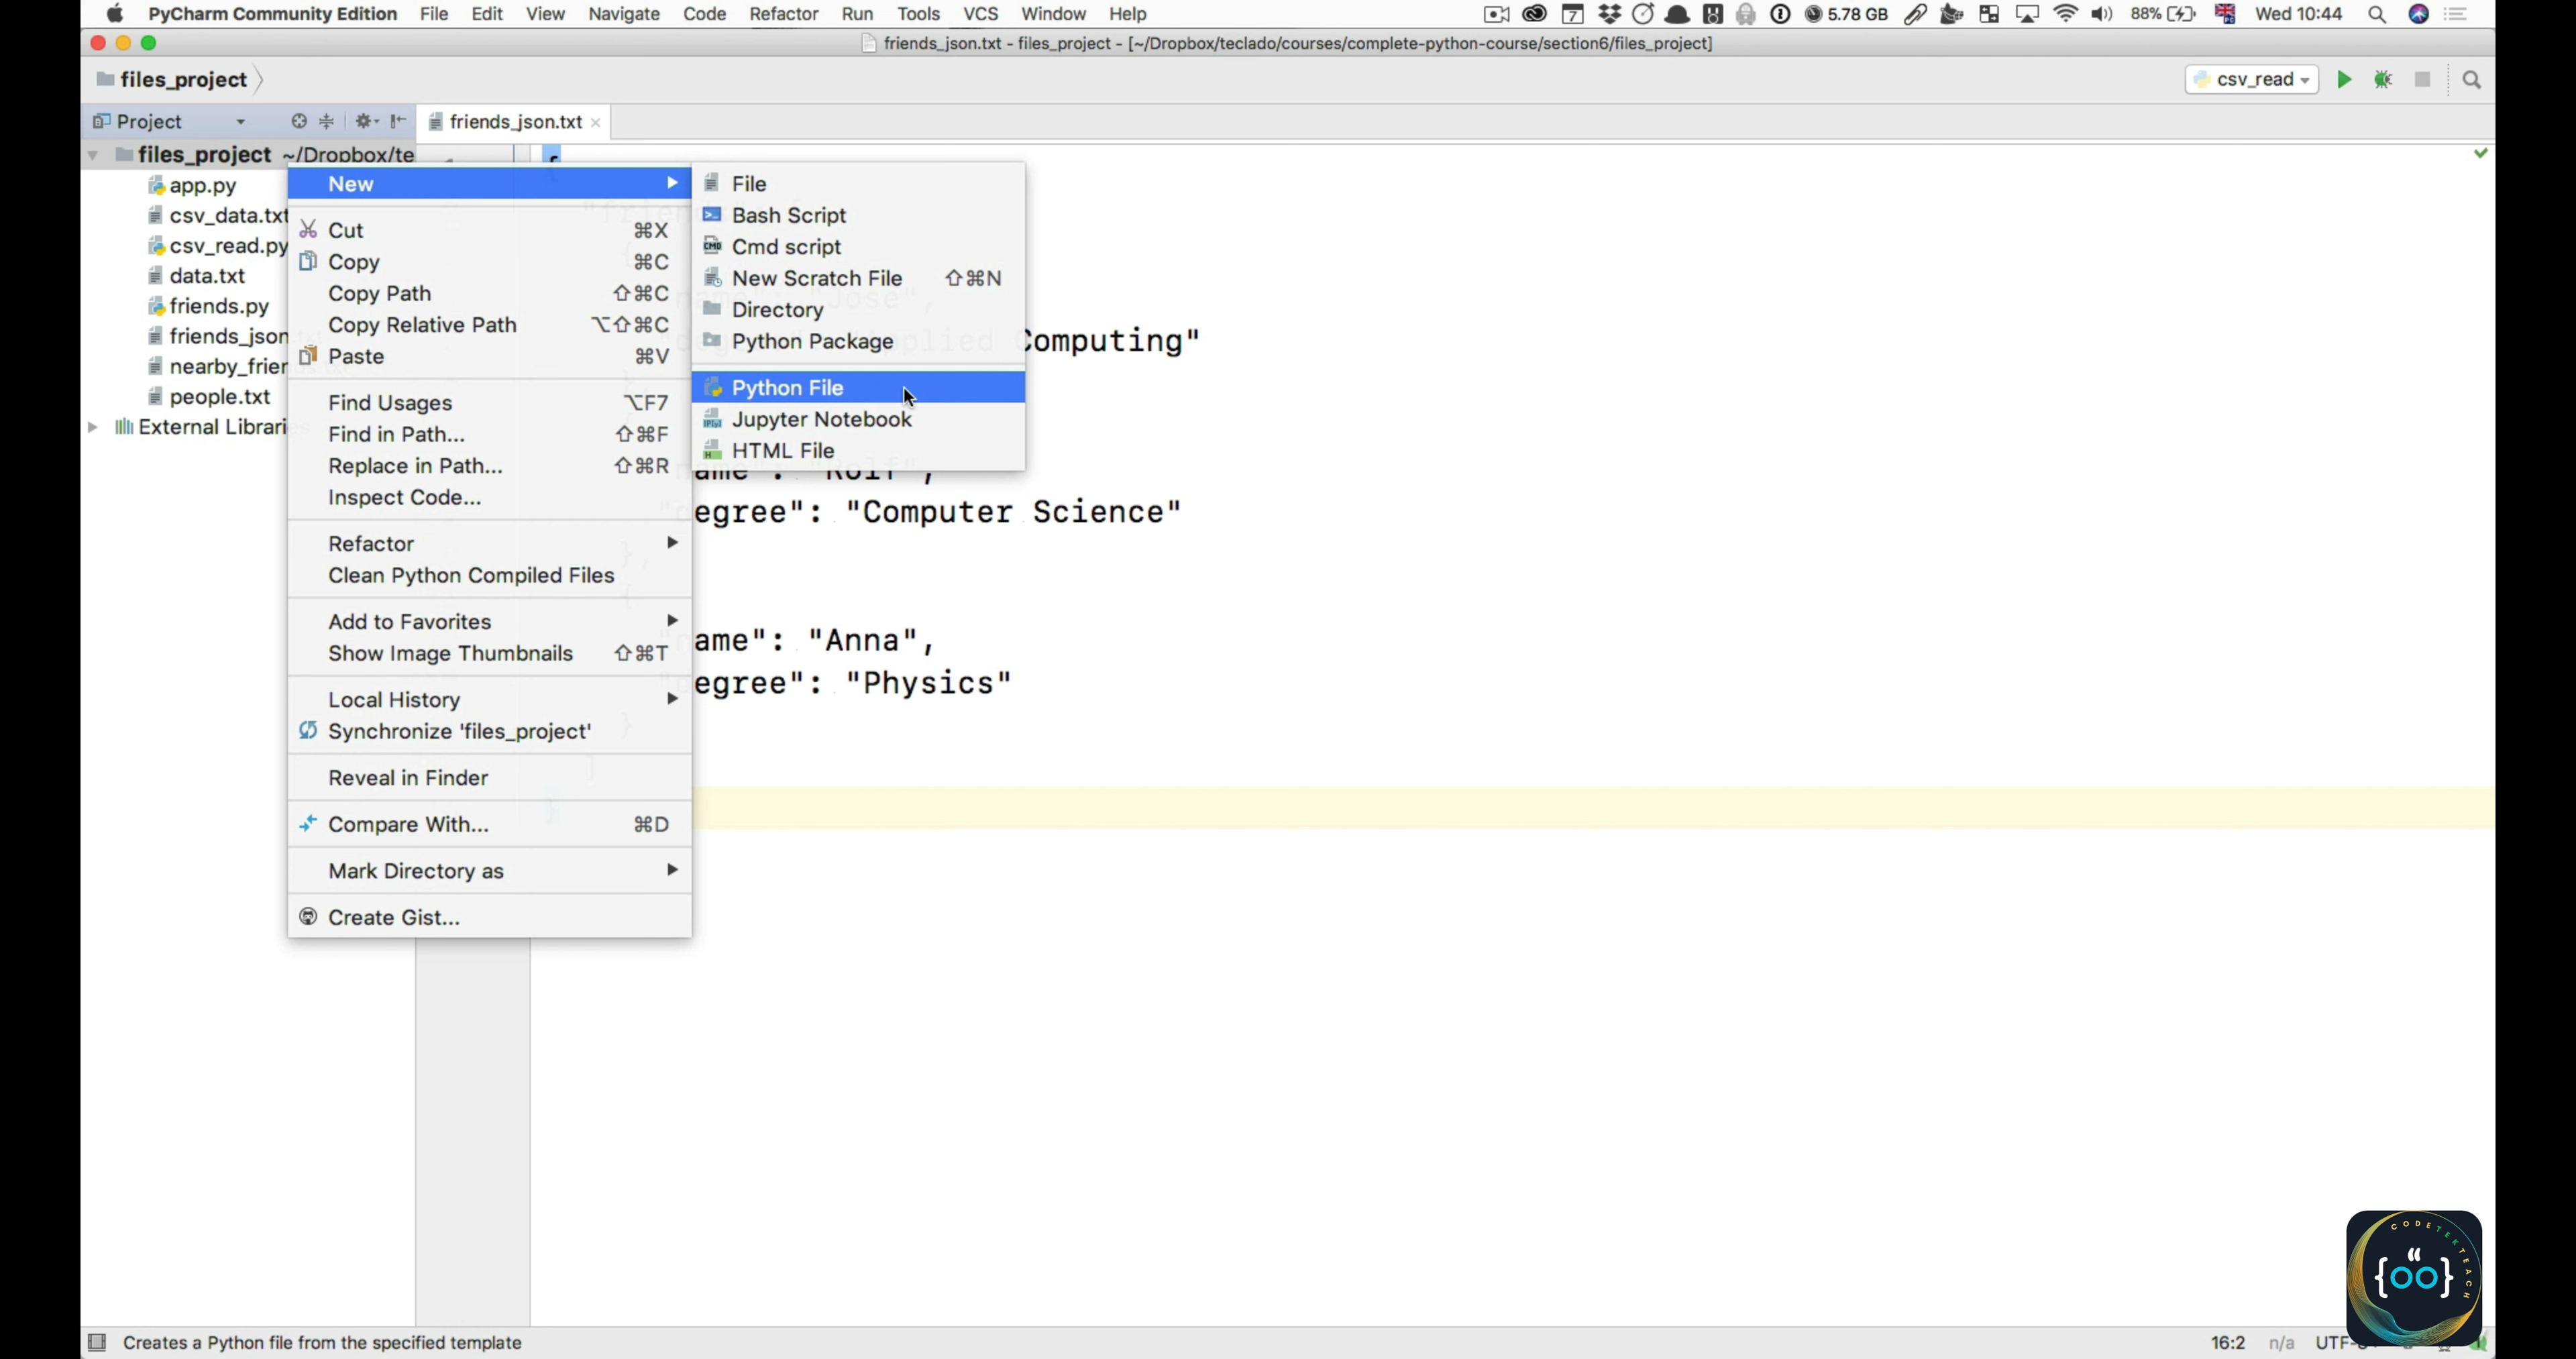 PyCharm Community Edition File Edit View Navigate Code Refactor Run Tools VCS Window Help 5.78 GB 88% Wed 10:44
friends_json.txt - files_project - [~/Dropbox/teclado/courses/complete-python-course/section6/files_project]
files_project csv_read
Project friends_json.txt
files_project ~/Dropbox/te
app.py
csv_data.txt
csv_read.py
data.txt
friends.py
friends_json
nearby_frien
people.txt
External Librari
New
Cut ⌘X
Copy ⌘C
Copy Path ⇧⌘C
Copy Relative Path ⌥⇧⌘C
Paste ⌘V
Find Usages ⌥F7
Find in Path... ⇧⌘F
Replace in Path... ⇧⌘R
Inspect Code...
Refactor
Clean Python Compiled Files
Add to Favorites
Show Image Thumbnails ⇧⌘T
Local History
Synchronize 'files_project'
Reveal in Finder
Compare With... ⌘D
Mark Directory as
Create Gist...
File
Bash Script
Cmd script
New Scratch File ⇧⌘N
Directory
Python Package
Python File
Jupyter Notebook
HTML File
Computing"
ame": "Rolf",
egree": "Computer Science"
ame": "Anna",
egree": "Physics"
}
CODETEKTEACH
{oo}
Creates a Python file from the specified template 16:2 n/a UTF-